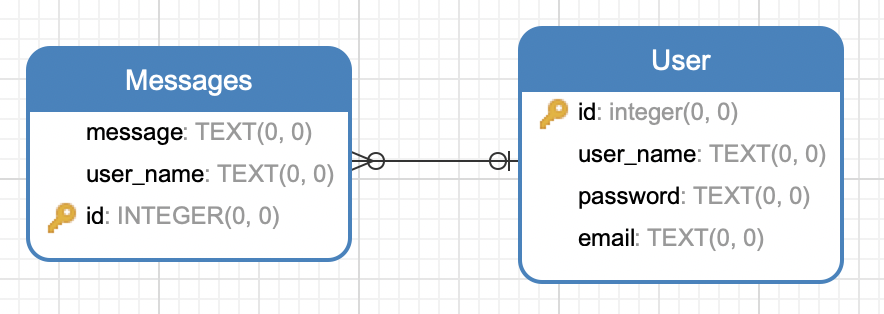 Messages
message: TEXT(0, 0)
user_name: TEXT(0, 0)
id: INTEGER(0, 0)
User
id: integer(0, 0)
user_name: TEXT(0, 0)
password: TEXT(0, 0)
email: TEXT(0, 0)